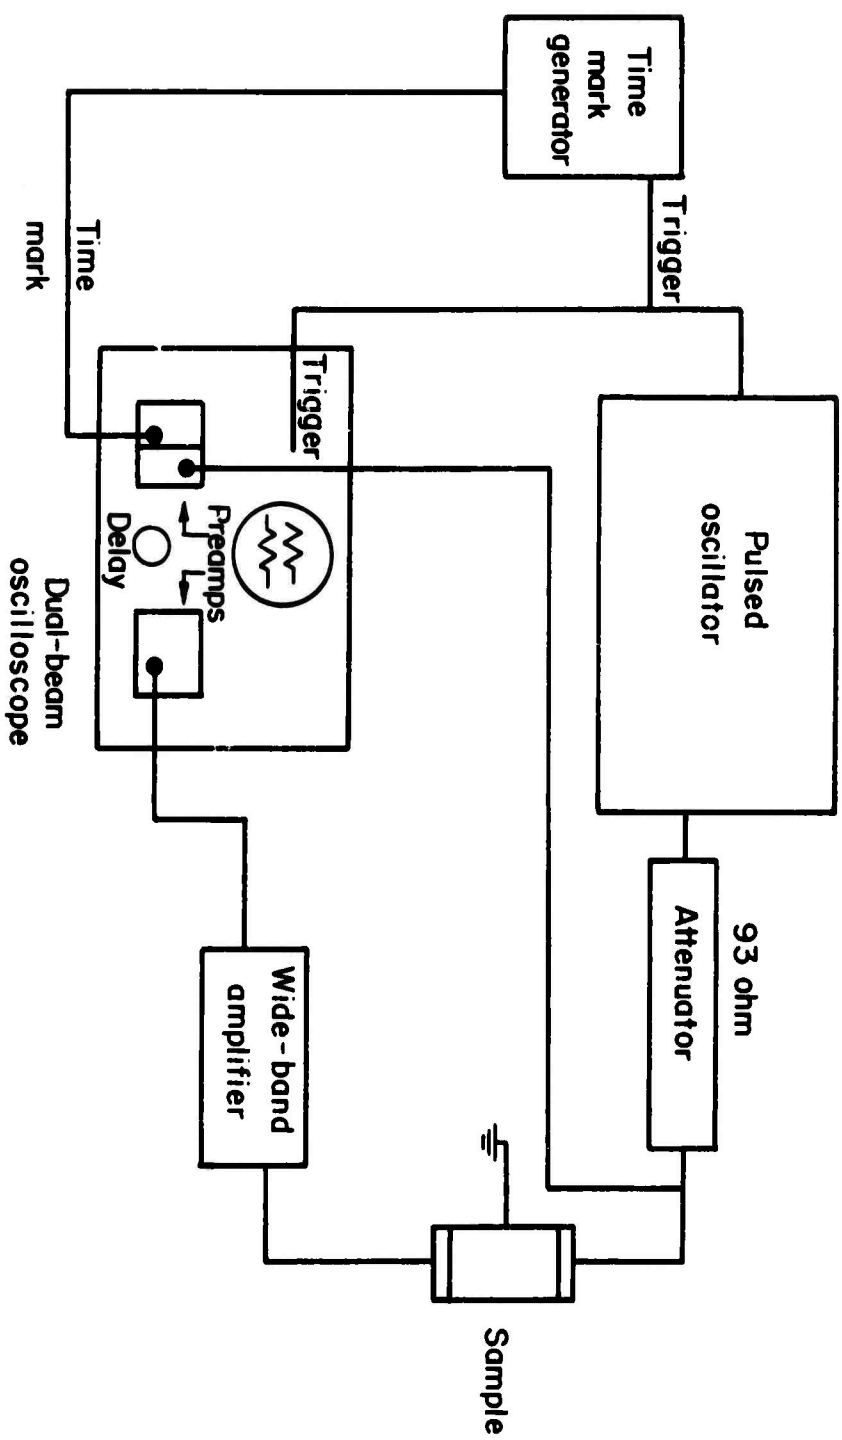 Time
mark
generator
Trigger
Pulsed
oscillator
93 ohm
Attenuator
Time
mark
Trigger
Preamps
Delay
Dual-beam
oscilloscope
Wide-band
amplifier
Sample